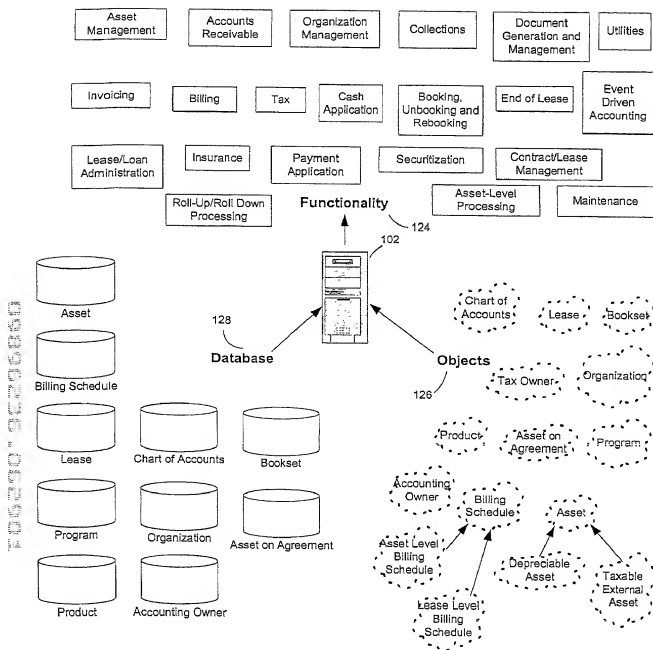 Asset
Management
Accounts
Receivable
Organization
Management
Collections
Document
Generation and
Management
Utilities
Invoicing
Billing
Tax
Cash
Application
Booking,
Unbooking and
Rebooking
End of Lease
Event
Driven
Accounting
Lease/Loan
Administration
Insurance
Payment
Application
Securitization
Contract/Lease
Management
Roll-Up/Roll Down
Processing
Functionality
Asset-Level
Processing
Maintenance
124
102
128
Database
Objects
126
Asset
Billing Schedule
Lease
Chart of Accounts
Bookset
Program
Organization
Asset on Agreement
Product
Accounting Owner
Chart of
Accounts
Lease
Bookset
Tax Owner
Organization
Product
Asset on
Agreement
Program
Accounting
Owner
Billing
Schedule
Asset
Asset Level
Billing
Schedule
Depreciable
Asset
Taxable
External
Asset
Lease Level
Billing
Schedule